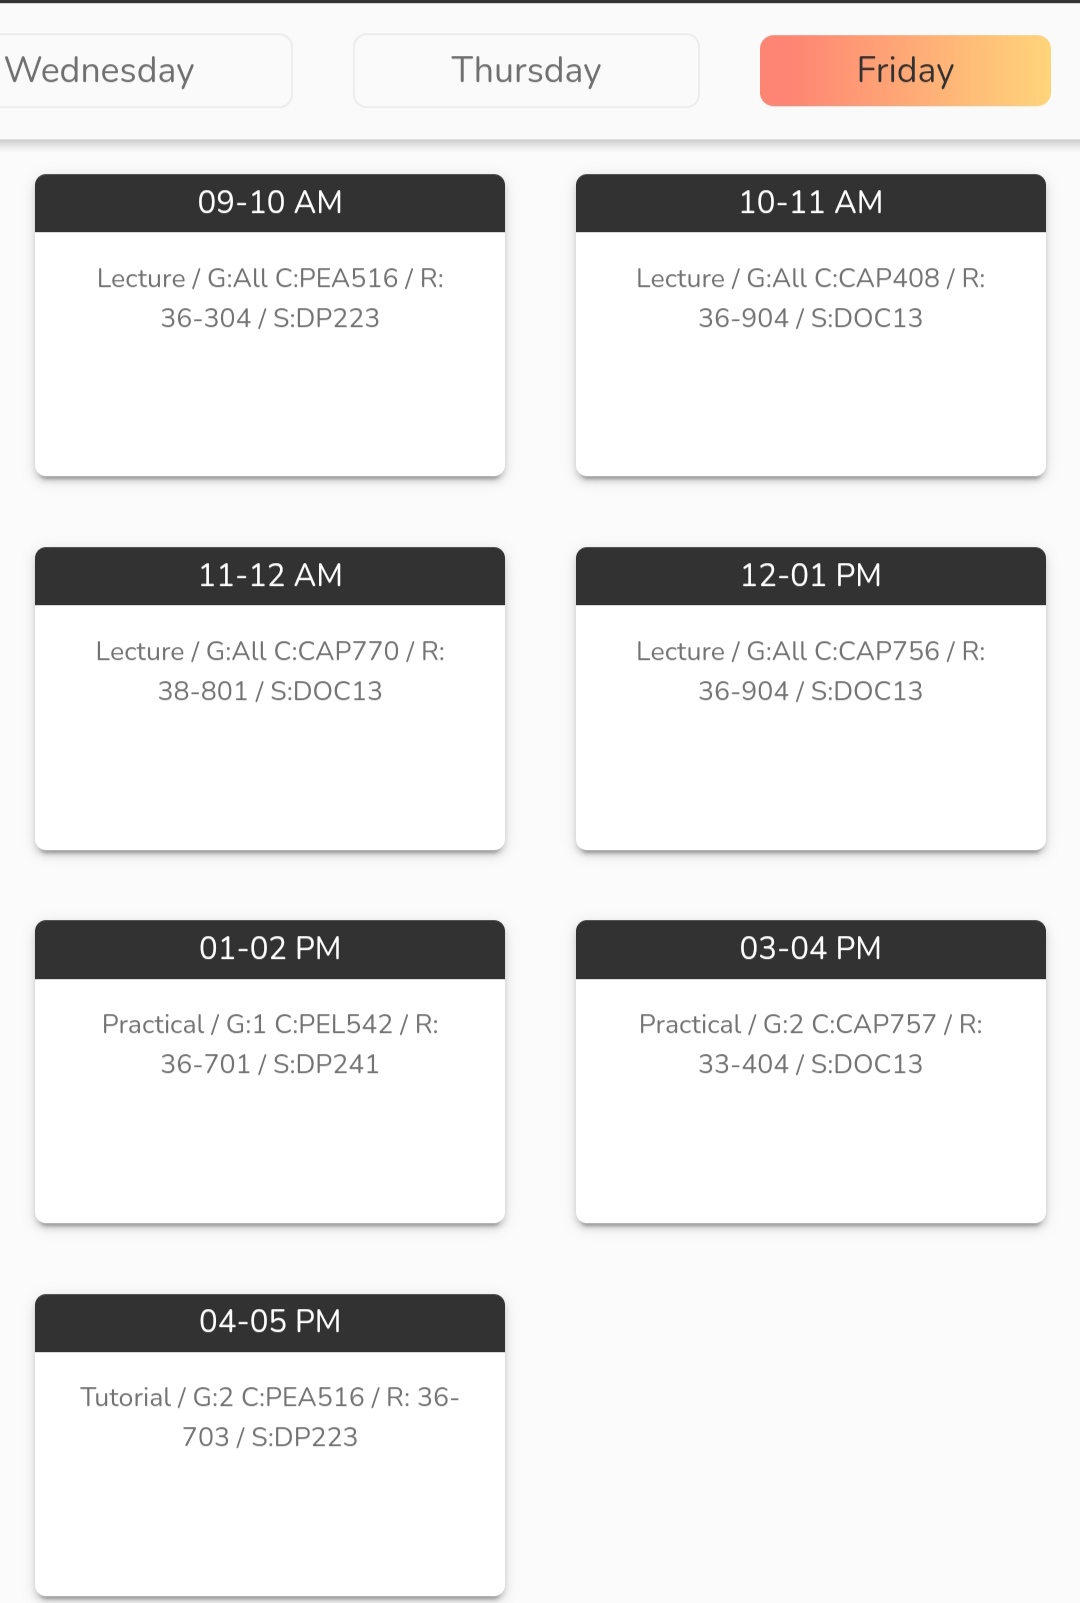 Wednesday
Thursday
Friday
09-10 AM
Lecture / G:All C:PEA516 / R:
36-304 / S:DP223
10-11 AM
Lecture / G:All C:CAP408 / R:
36-904 / S:DOC13
11-12 AM
Lecture / G:All C:CAP770 / R:
38-801 / S:DOC13
12-01 PM
Lecture / G:All C:CAP756 / R:
36-904 / S:DOC13
01-02 PM
Practical / G:1 C:PEL542 / R:
36-701 / S:DP241
03-04 PM
Practical / G:2 C:CAP757 / R:
33-404 / S:DOC13
04-05 PM
Tutorial / G:2 C:PEA516 / R: 36-
703 / S:DP223